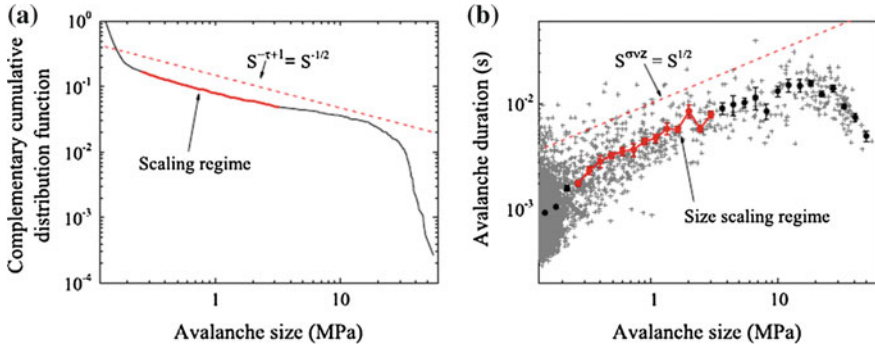 (a)
Complementary cumulative
distribution function
10⁰
10⁻¹
10⁻²
10⁻³
10⁻⁴
S⁻τ⁺¹ = S⁻¹/²
Scaling regime
1
10
Avalanche size (MPa)
(b)
Avalanche duration (s)
10⁻²
10⁻³
S^σνz = S¹/²
Size scaling regime
1
10
Avalanche size (MPa)